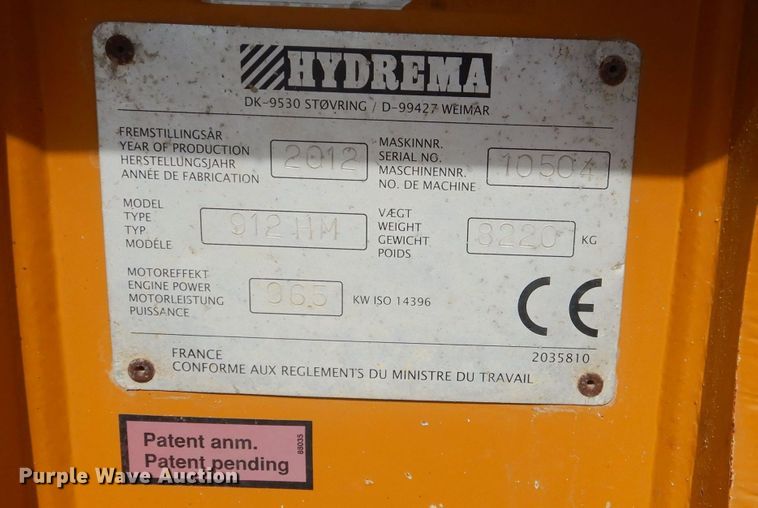 HYDREMA
DK-9530 STØVRING / D-99427 WEIMAR
FREMSTILLINGSÅR
YEAR OF PRODUCTION
HERSTELLUNGSJAHR
ANNÉE DE FABRICATION
2012
MASKINNR.
SERIAL NO.
MASCHINENNR.
NO. DE MACHINE
10504
MODEL
TYPE
TYP
MODÉLE
912 HM
VÆGT
WEIGHT
GEWICHT
POIDS
8220 KG
MOTOREFFEKT
ENGINE POWER
MOTORLEISTUNG
PUISSANCE
96.5 KW ISO 14396
CE
FRANCE
2035810
CONFORME AUX REGLEMENTS DU MINISTRE DU TRAVAIL
Patent anm.
Patent pending
88035
Purple Wave Auction